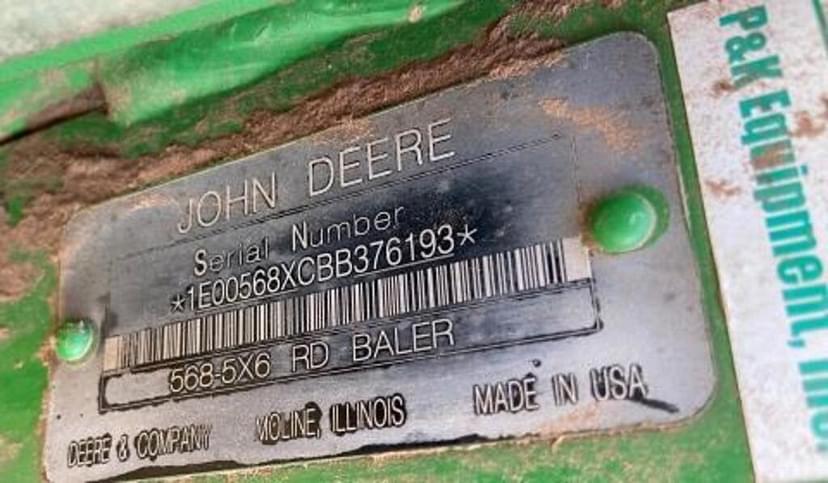 JOHN DEERE
Serial Number
*1E00568XCBB376193*
568-5X6 RD BALER
DEERE & COMPANY MOLINE, ILLINOIS MADE IN USA
P&K Equipment, Inc.